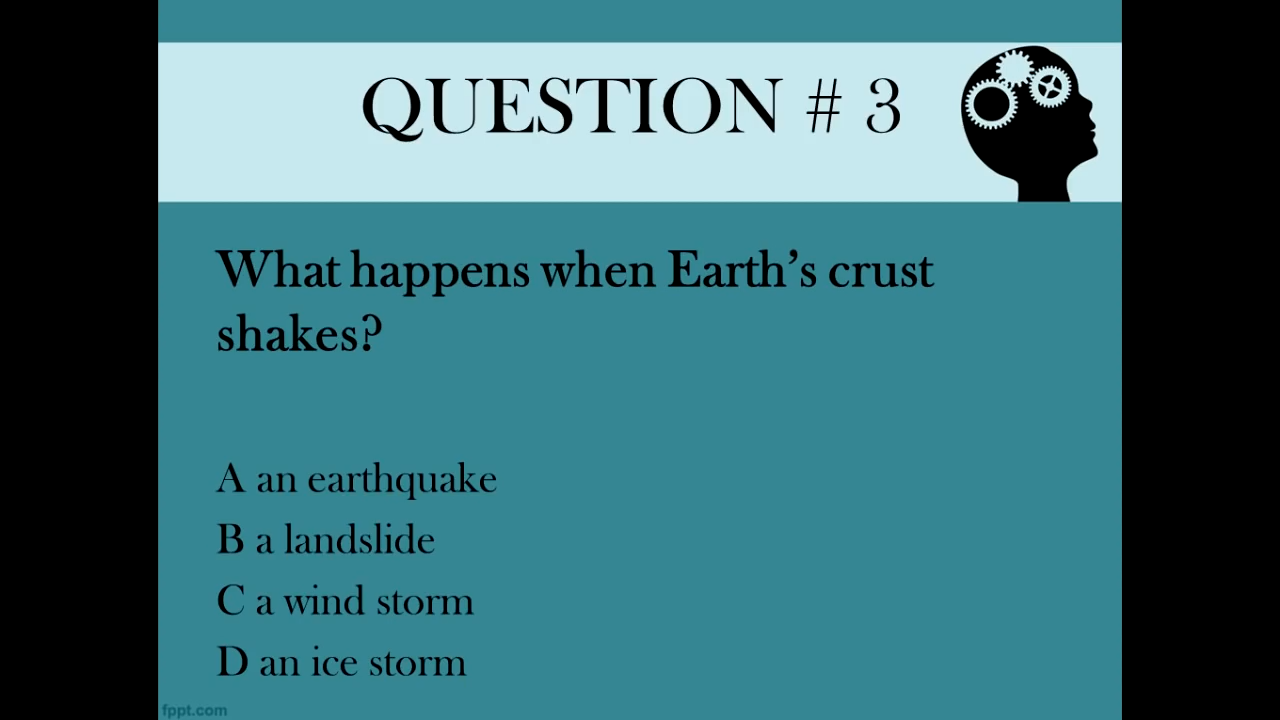 QUESTION # 3
What happens when Earth’s crust
shakes?
A an earthquake
B a landslide
C a wind storm
D an ice storm
fppt.com